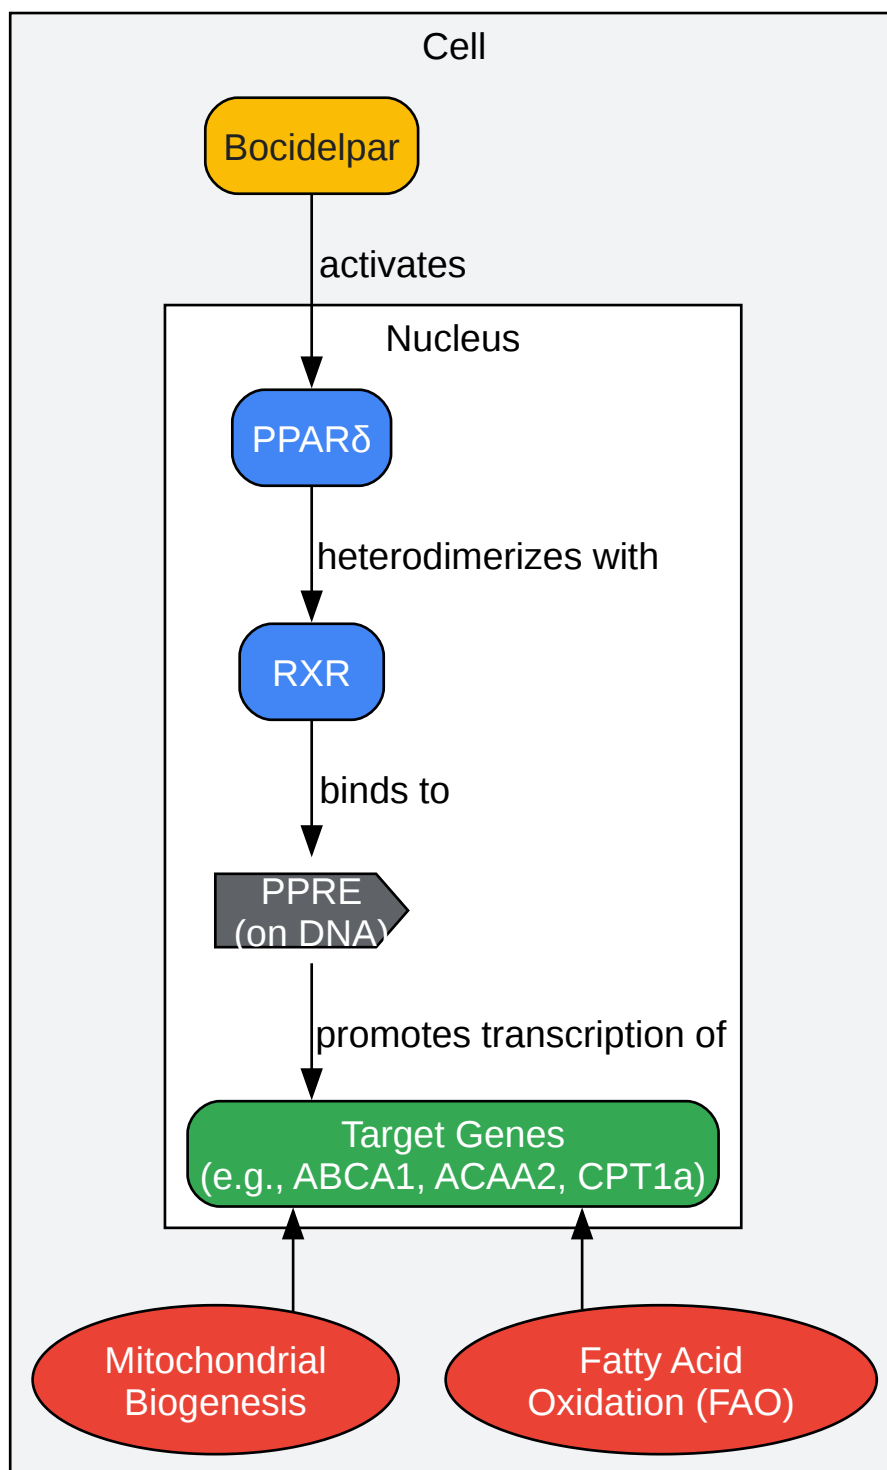 Cell
Bocidelpar
activates
Nucleus
PPARδ
heterodimerizes with
RXR
binds to
PPRE
(on DNA)
promotes transcription of
Target Genes
(e.g., ABCA1, ACAA2, CPT1a)
Mitochondrial
Biogenesis
Fatty Acid
Oxidation (FAO)